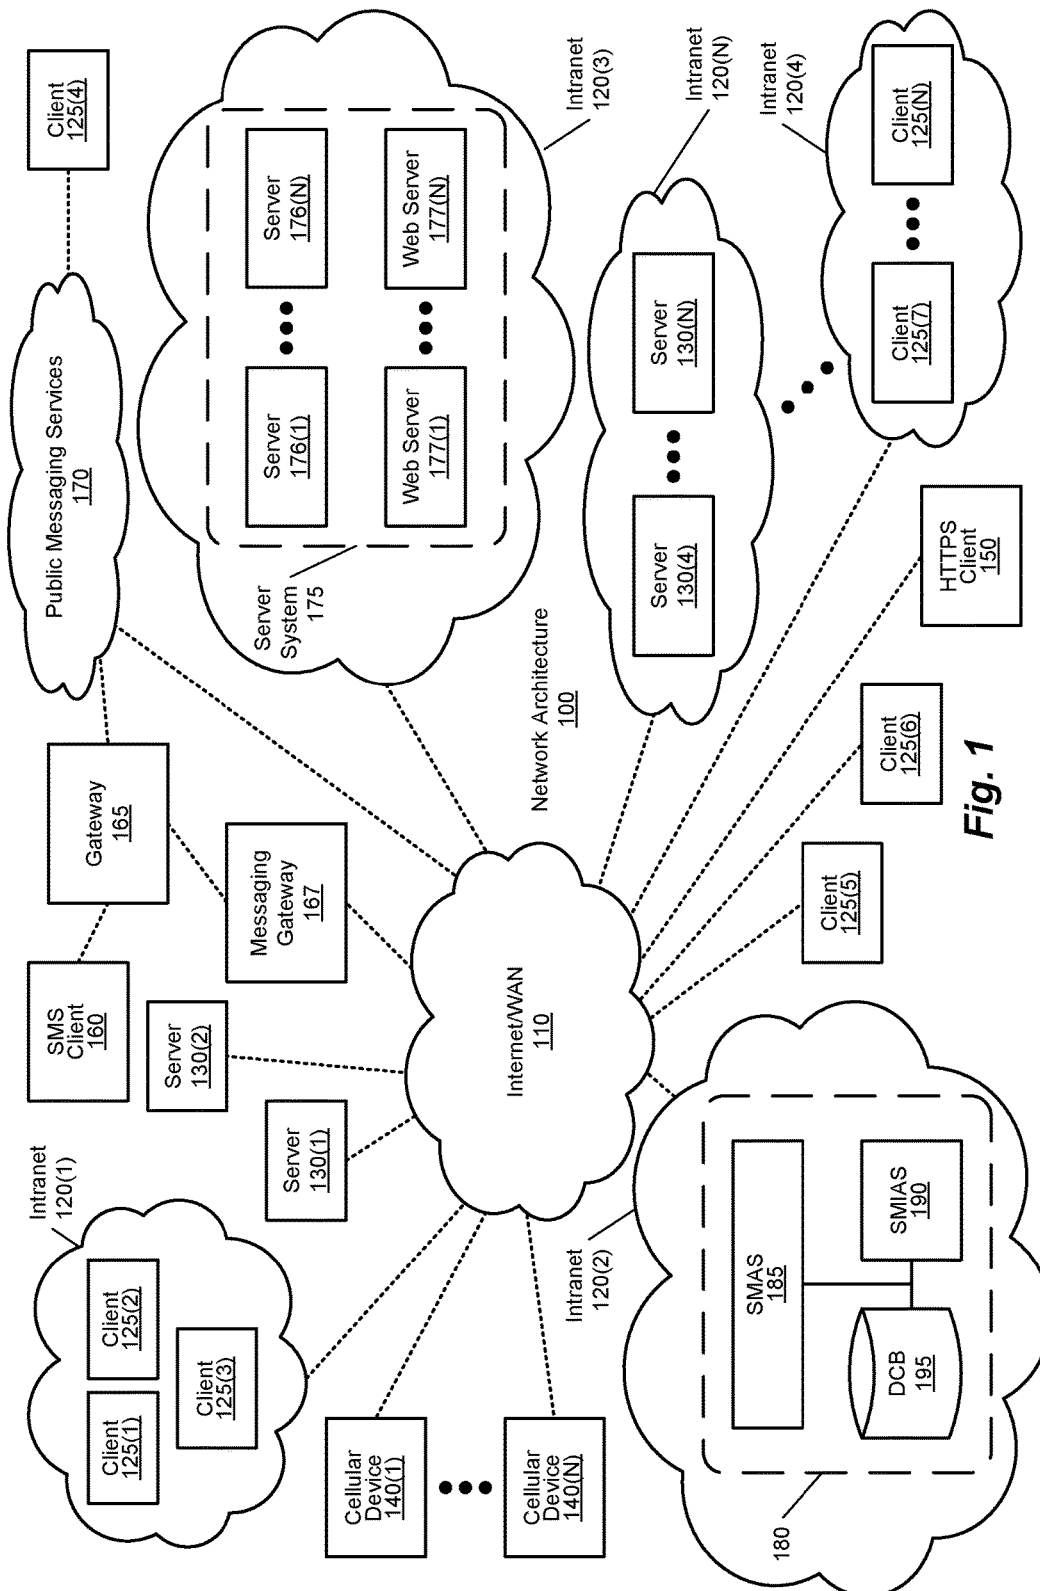 Intranet
120(1)
Client
125(1)
Client
125(2)
Client
125(3)
SMS
Client
160
Gateway
165
Public Messaging Services
170
Client
125(4)
Server
130(2)
Server
130(1)
Messaging
Gateway
167
Server
System
175
Server
176(1)
Server
176(N)
Web Server
177(1)
Web Server
177(N)
Intranet
120(3)
Cellular
Device
140(1)
Cellular
Device
140(N)
Internet/WAN
110
Network Architecture
100
Intranet
120(N)
Server
130(4)
Server
130(N)
Intranet
120(2)
Intranet
120(4)
SMAS
185
DCB
195
SMIAS
190
180
Client
125(5)
Client
125(6)
HTTPS
Client
150
Client
125(7)
Client
125(N)
Fig. 1